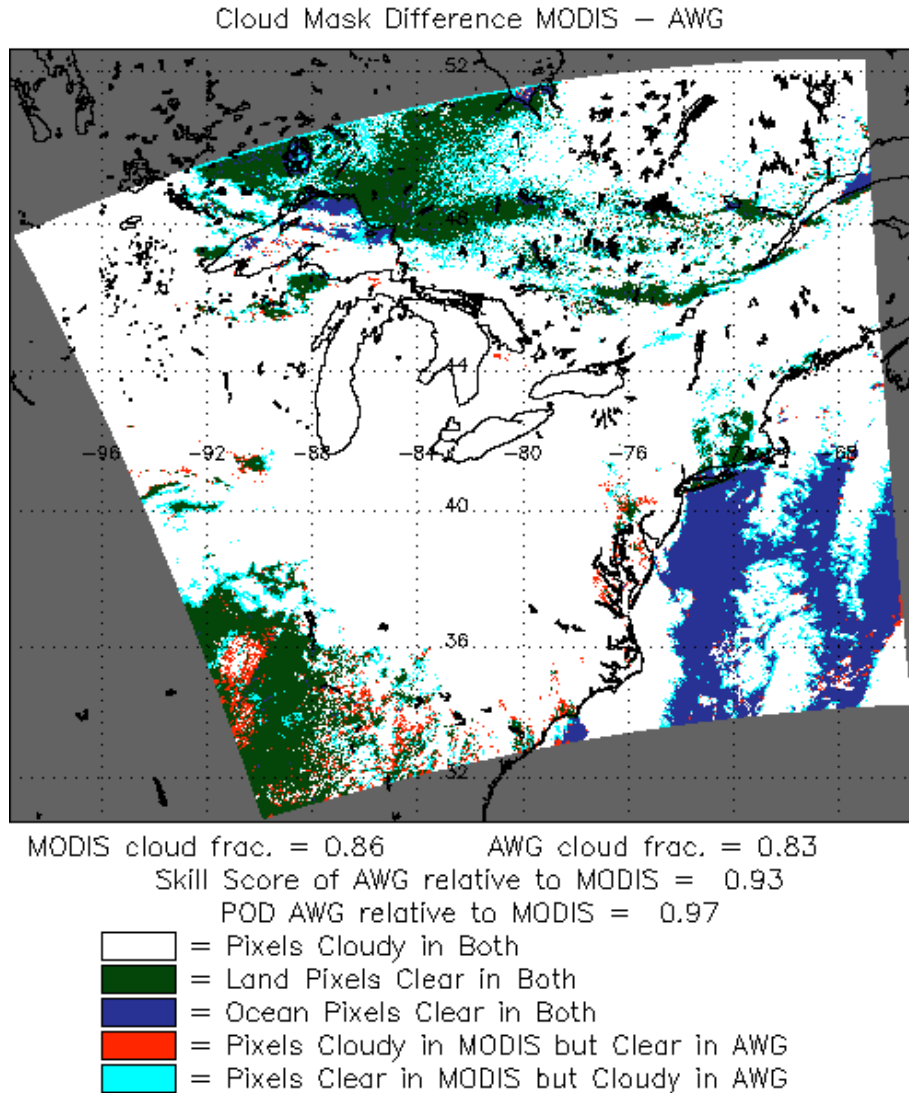 Cloud Mask Difference MODIS − AWG
52
48
44
−96 −92 −88 −84 −80 −76 −72 −68
40
36
32
MODIS cloud frac. = 0.86 AWG cloud frac. = 0.83
Skill Score of AWG relative to MODIS = 0.93
POD AWG relative to MODIS = 0.97
= Pixels Cloudy in Both
= Land Pixels Clear in Both
= Ocean Pixels Clear in Both
= Pixels Cloudy in MODIS but Clear in AWG
= Pixels Clear in MODIS but Cloudy in AWG